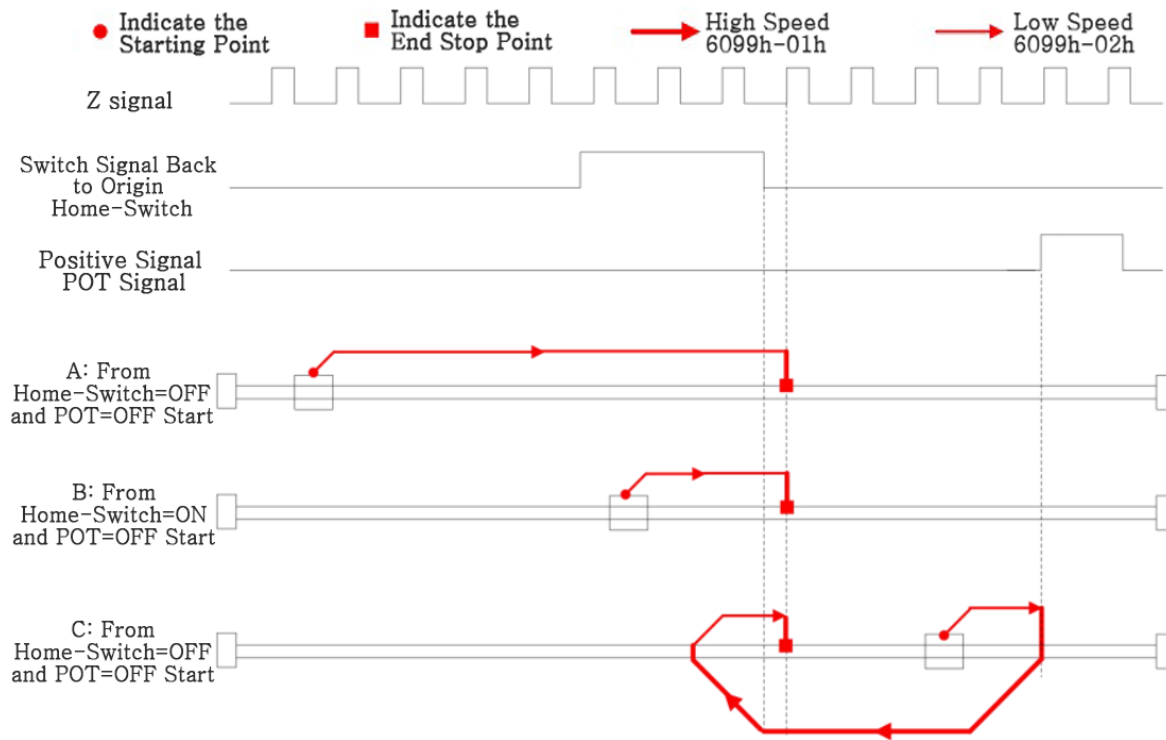 Indicate the
Starting Point
Indicate the
End Stop Point
High Speed
6099h-01h
Low Speed
6099h-02h
Z signal
Switch Signal Back
to Origin
Home-Switch
Positive Signal
POT Signal
A: From
Home-Switch=OFF
and POT=OFF Start
B: From
Home-Switch=ON
and POT=OFF Start
C: From
Home-Switch=OFF
and POT=OFF Start